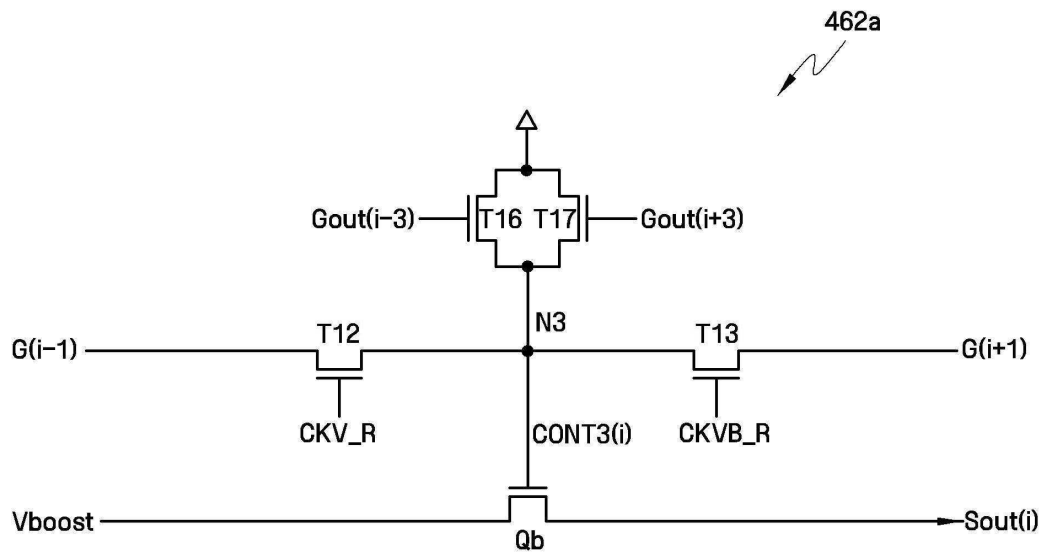 462a
Gout(i-3) T16 T17 Gout(i+3)
N3
T12 T13
G(i-1) G(i+1)
CKV_R CONT3(i) CKVB_R
Vboost Sout(i)
Qb